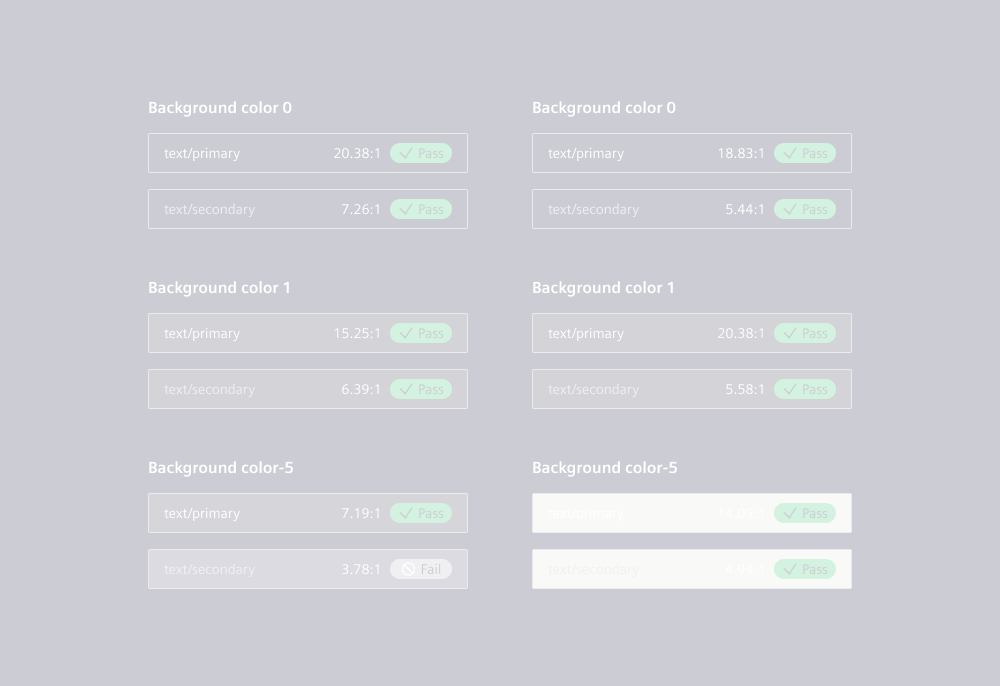 Background color 0
text/primary 20.38:1 Pass
text/secondary 7.26:1 Pass
Background color 1
text/primary 15.25:1 Pass
text/secondary 6.39:1 Pass
Background color-5
text/primary 7.19:1 Pass
text/secondary 3.78:1 Fail
Background color 0
text/primary 18.83:1 Pass
text/secondary 5.44:1 Pass
Background color 1
text/primary 20.38:1 Pass
text/secondary 5.58:1 Pass
Background color-5
text/primary Pass
text/secondary Pass